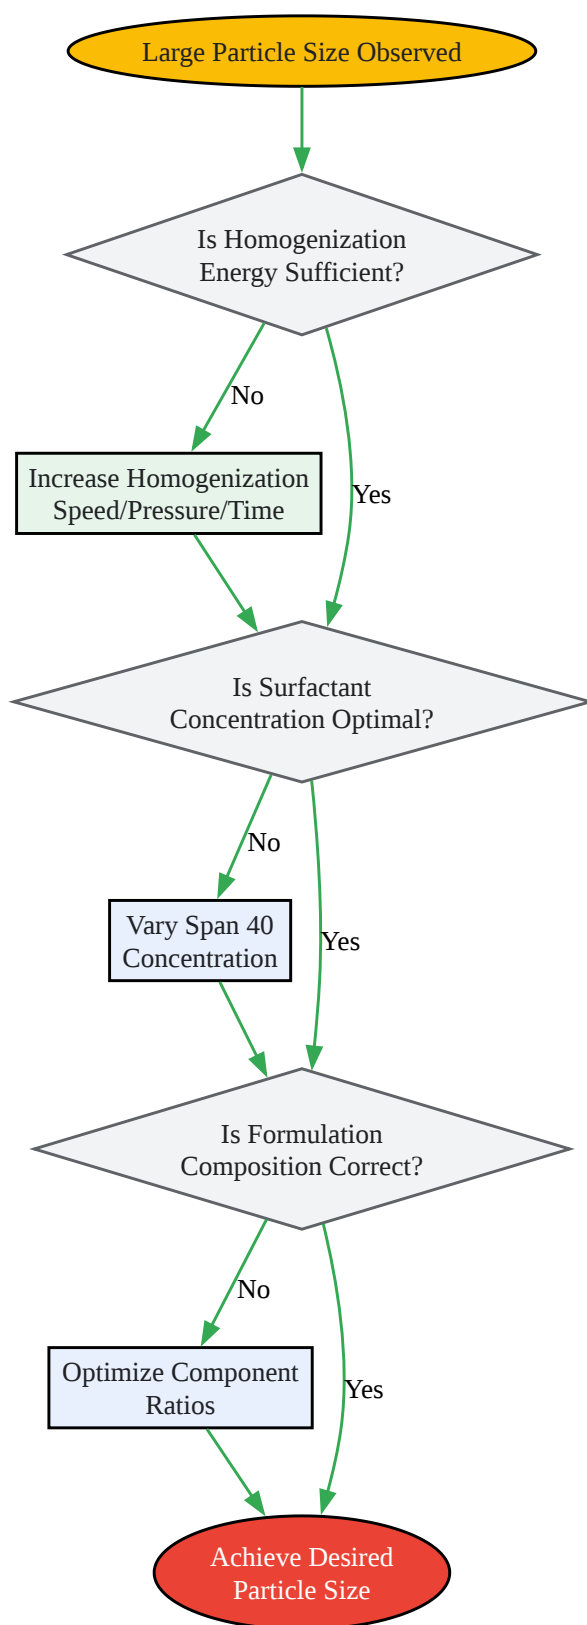 Large Particle Size Observed
Is Homogenization
Energy Sufficient?
No
Increase Homogenization
Speed/Pressure/Time
Yes
Is Surfactant
Concentration Optimal?
No
Vary Span 40
Concentration
Yes
Is Formulation
Composition Correct?
No
Optimize Component
Ratios
Yes
Achieve Desired
Particle Size